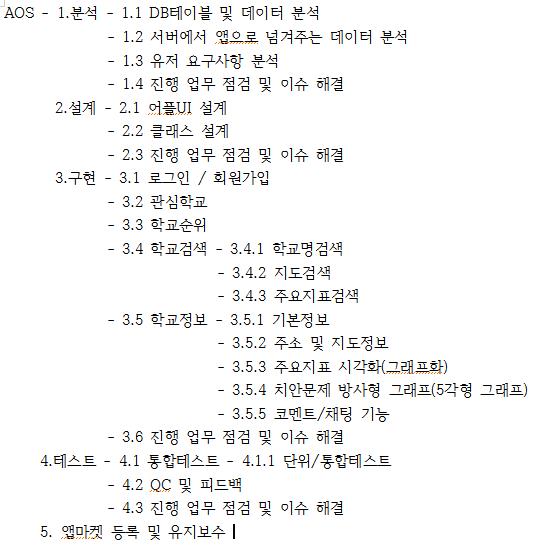 AOS - 1.분석 - 1.1 DB테이블 및 데이터 분석
- 1.2 서버에서 앱으로 넘겨주는 데이터 분석
- 1.3 유저 요구사항 분석
- 1.4 진행 업무 점검 및 이슈 해결
2.설계 - 2.1 어플UI 설계
- 2.2 클래스 설계
- 2.3 진행 업무 점검 및 이슈 해결
3.구현 - 3.1 로그인 / 회원가입
- 3.2 관심학교
- 3.3 학교순위
- 3.4 학교검색 - 3.4.1 학교명검색
- 3.4.2 지도검색
- 3.4.3 주요지표검색
- 3.5 학교정보 - 3.5.1 기본정보
- 3.5.2 주소 및 지도정보
- 3.5.3 주요지표 시각화(그래프화)
- 3.5.4 치안문제 방사형 그래프(5각형 그래프)
- 3.5.5 코멘트/채팅 기능
- 3.6 진행 업무 점검 및 이슈 해결
4.테스트 - 4.1 통합테스트 - 4.1.1 단위/통합테스트
- 4.2 QC 및 피드백
- 4.3 진행 업무 점검 및 이슈 해결
5. 앱마켓 등록 및 유지보수